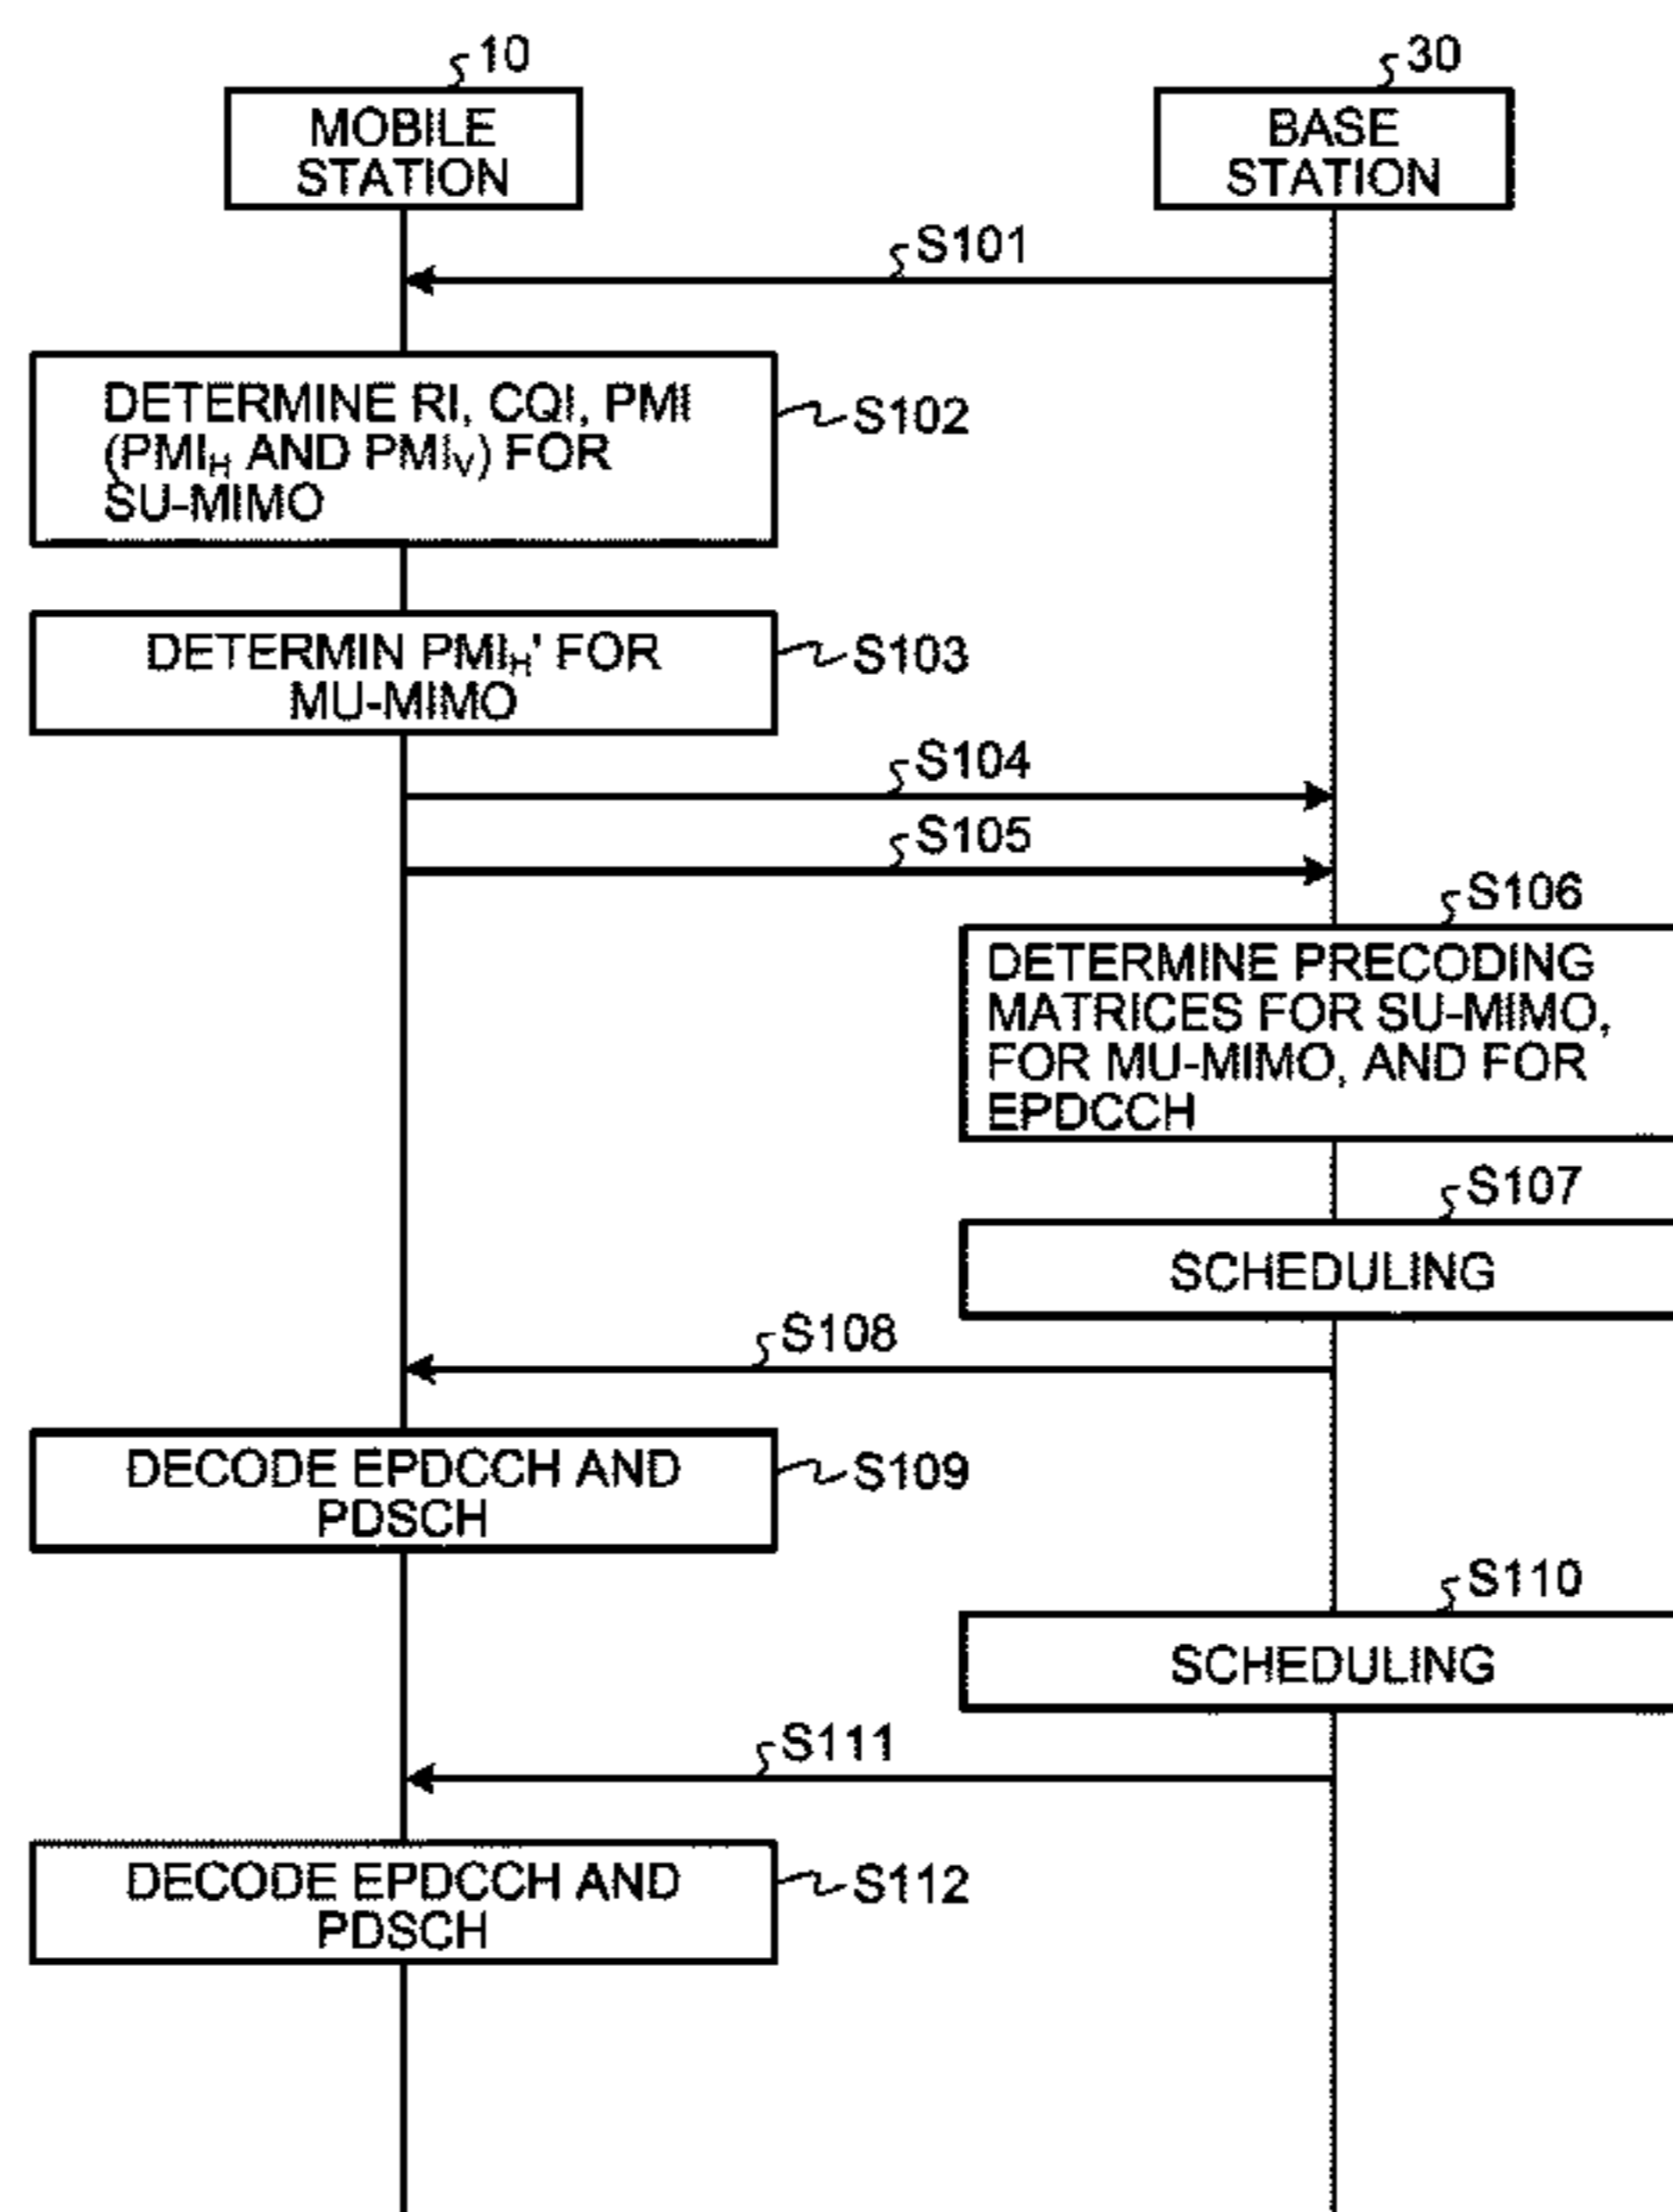 10
30
MOBILE
STATION
BASE
STATION
S101
DETERMINE RI, CQI, PMI
(PMIH AND PMIV) FOR
SU-MIMO
S102
DETERMIN PMIH' FOR
MU-MIMO
S103
S104
S105
S106
DETERMINE PRECODING
MATRICES FOR SU-MIMO,
FOR MU-MIMO, AND FOR
EPDCCH
S107
SCHEDULING
S108
DECODE EPDCCH AND
PDSCH
S109
S110
SCHEDULING
S111
DECODE EPDCCH AND
PDSCH
S112